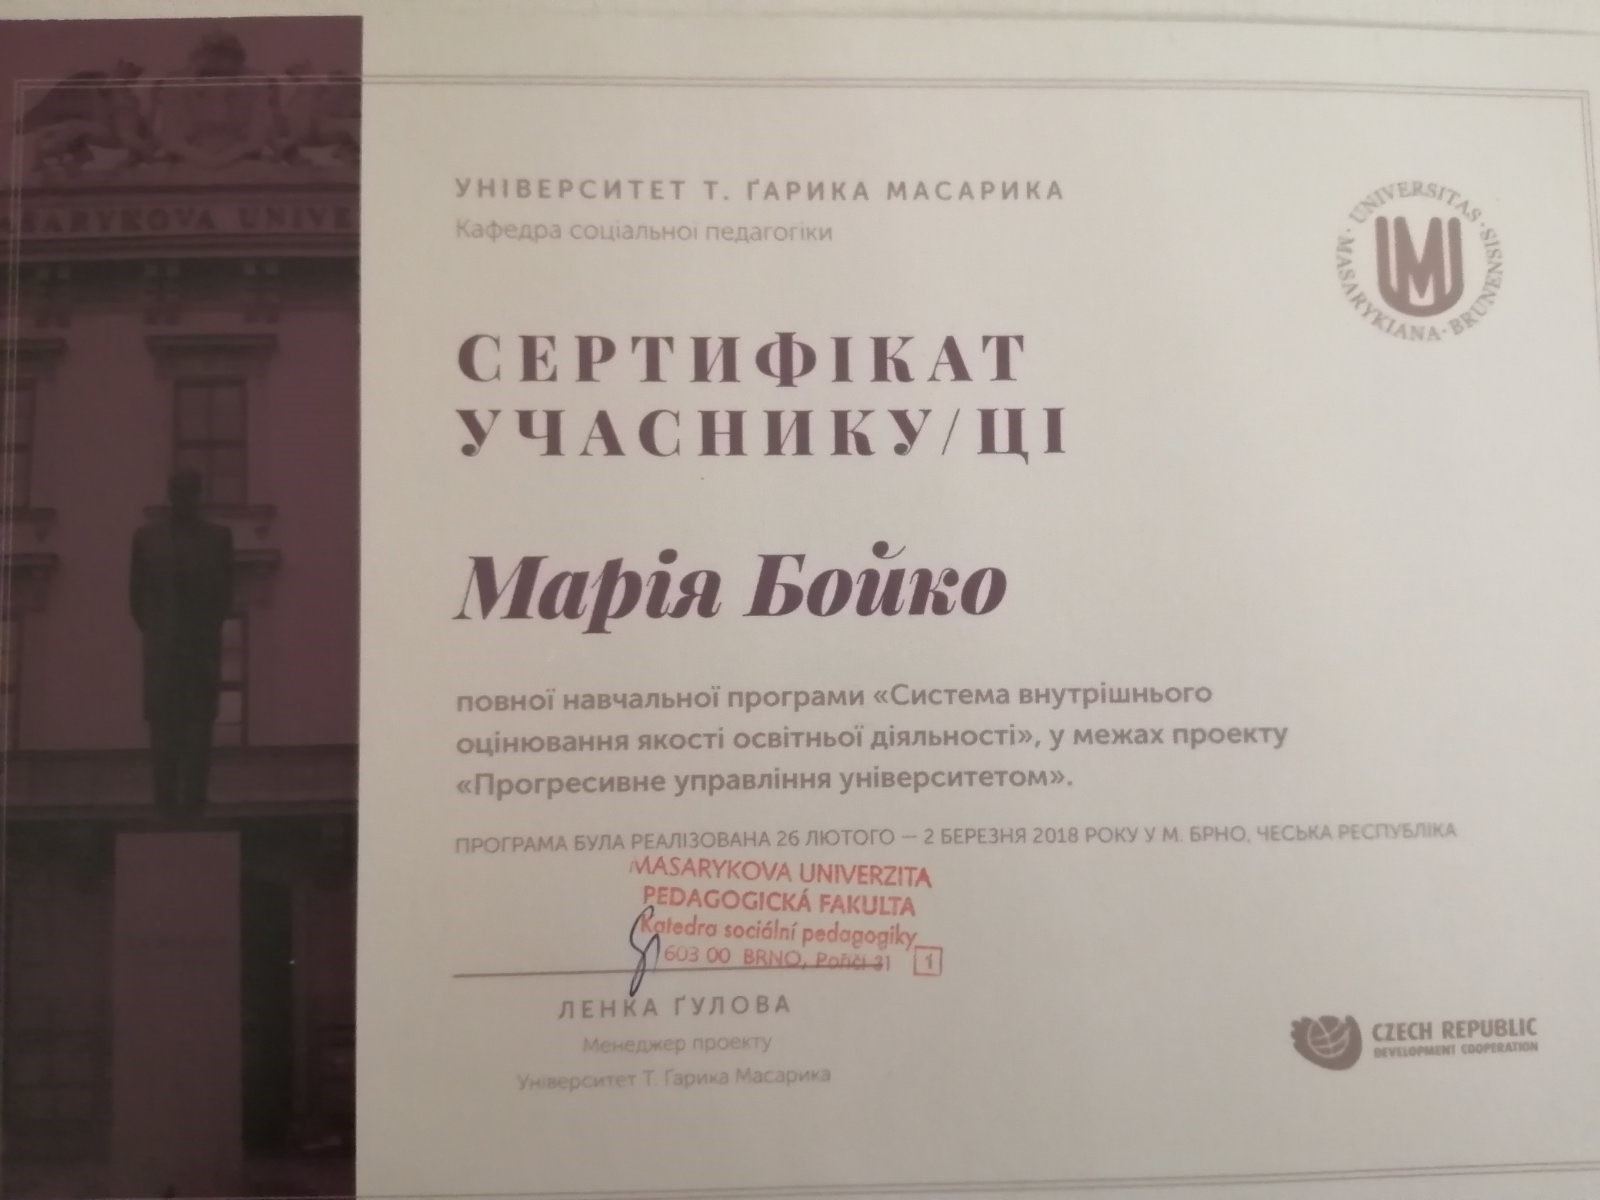 MASARYKOVA UNIVE
УНІВЕРСИТЕТ Т. ҐАРИКА МАСАРИКА
Кафедра соціальної педагогіки
UNIVERSITAS · BRUNENSIS · MASARYKIANA ·
MU
СЕРТИФІКАТ
УЧАСНИКУ/ЦІ
Марія Бойко
повної навчальної програми «Система внутрішнього
оцінювання якості освітньої діяльності», у межах проекту
«Прогресивне управління університетом».
ПРОГРАМА БУЛА РЕАЛІЗОВАНА 26 ЛЮТОГО — 2 БЕРЕЗНЯ 2018 РОКУ У М. БРНО, ЧЕСЬКА РЕСПУБЛІКА
MASARYKOVA UNIVERZITA
PEDAGOGICKÁ FAKULTA
Katedra sociální pedagogiky
603 00 BRNO, Poříčí 31 1
ЛЕНКА ҐУЛОВА
Менеджер проекту
Університет Т. Ґарика Масарика
CZECH REPUBLIC
DEVELOPMENT COOPERATION